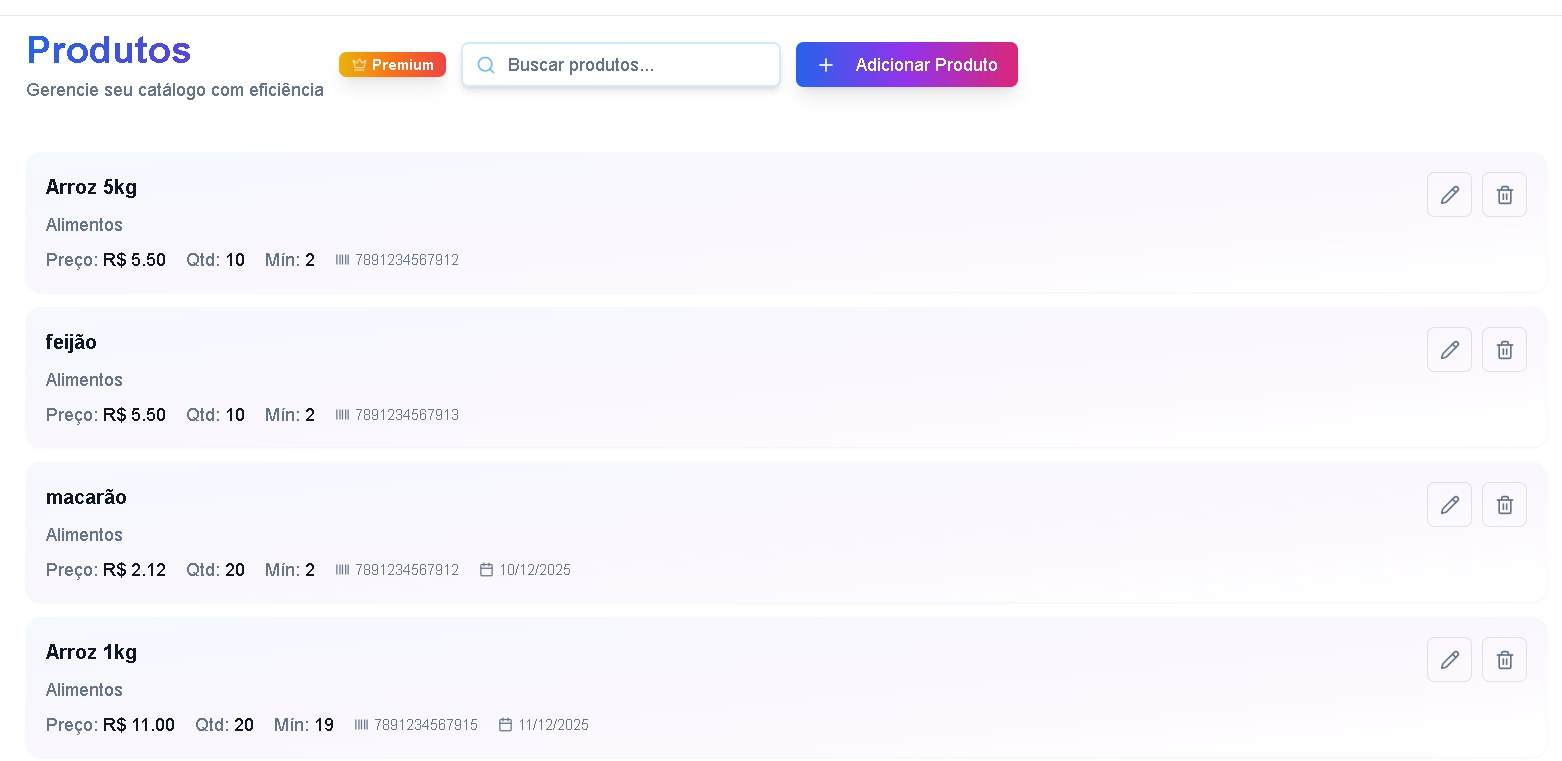 Produtos
Gerencie seu catálogo com eficiência
Premium
Buscar produtos...
Adicionar Produto
Arroz 5kg
Alimentos
Preço: R$ 5.50 Qtd: 10 Mín: 2 7891234567912
feijão
Alimentos
Preço: R$ 5.50 Qtd: 10 Mín: 2 7891234567913
macarão
Alimentos
Preço: R$ 2.12 Qtd: 20 Mín: 2 7891234567912 10/12/2025
Arroz 1kg
Alimentos
Preço: R$ 11.00 Qtd: 20 Mín: 19 7891234567915 11/12/2025